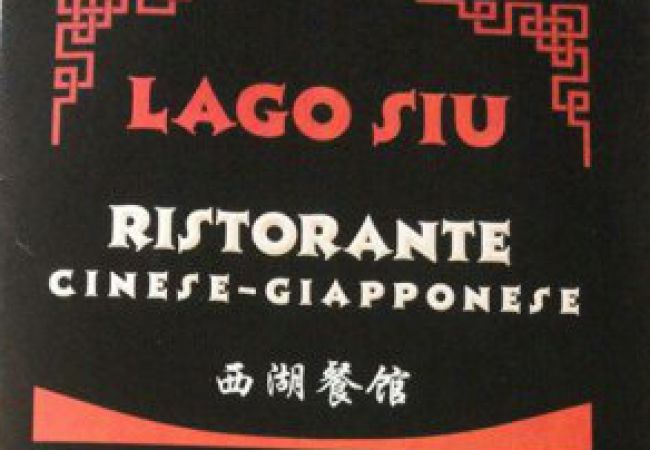 LAGO SIU
RISTORANTE
CINESE-GIAPPONESE
西湖餐馆